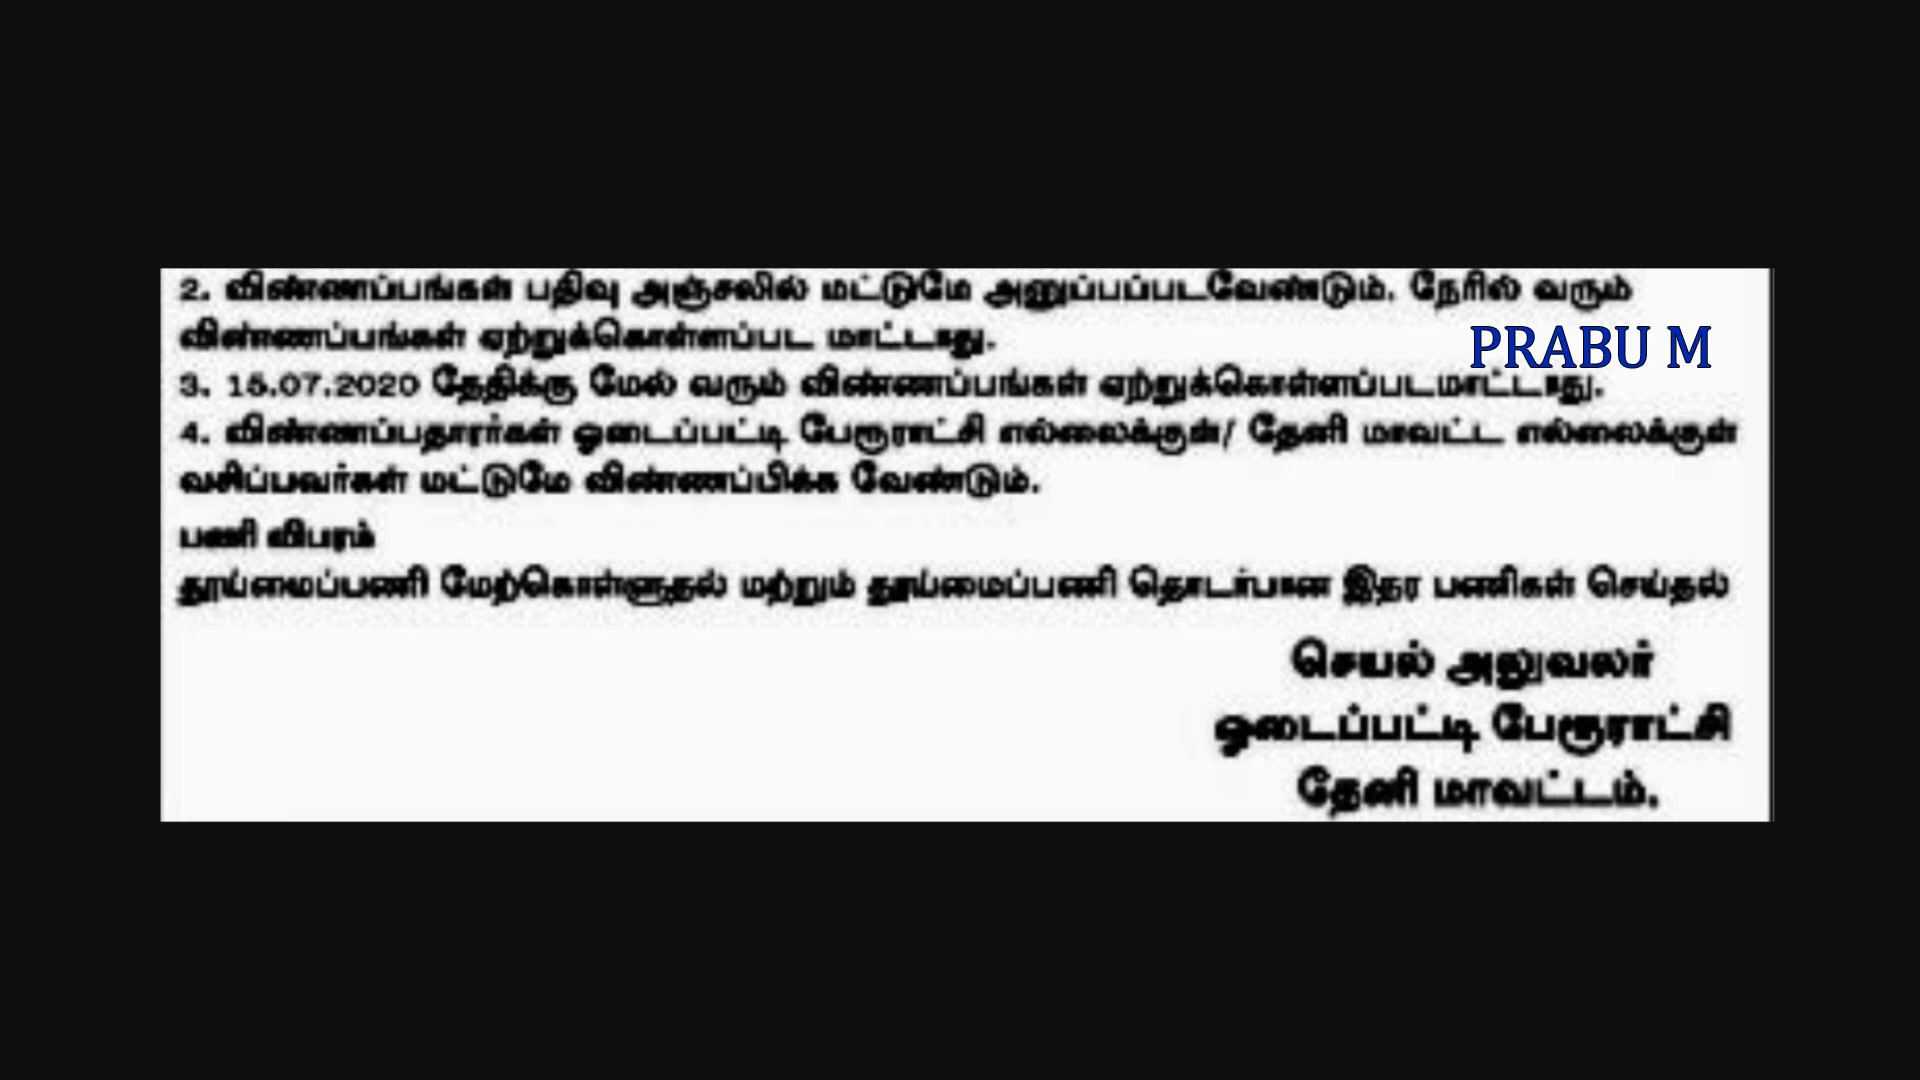 2. விண்ணப்பங்கள் பதிவு அஞ்சலில் மட்டுமே அனுப்பப்படவேண்டும். நேரில் வரும்
விண்ணப்பங்கள் ஏற்றுக்கொள்ளப்பட மாட்டாது.
PRABU M
3. 15.07.2020 தேதிக்கு மேல் வரும் விண்ணப்பங்கள் ஏற்றுக்கொள்ளப்படமாட்டாது.
4. விண்ணப்பதாரர்கள் ஓடைப்பட்டி பேரூராட்சி எல்லைக்குள்/ தேனி மாவட்ட எல்லைக்குள்
வசிப்பவர்கள் மட்டுமே விண்ணப்பிக்க வேண்டும்.
பணி விபரம்
தூய்மைப்பணி மேற்கொள்ளுதல் மற்றும் தூய்மைப்பணி தொடர்பான இதர பணிகள் செய்தல்
செயல் அலுவலர்
ஓடைப்பட்டி பேரூராட்சி
தேனி மாவட்டம்.